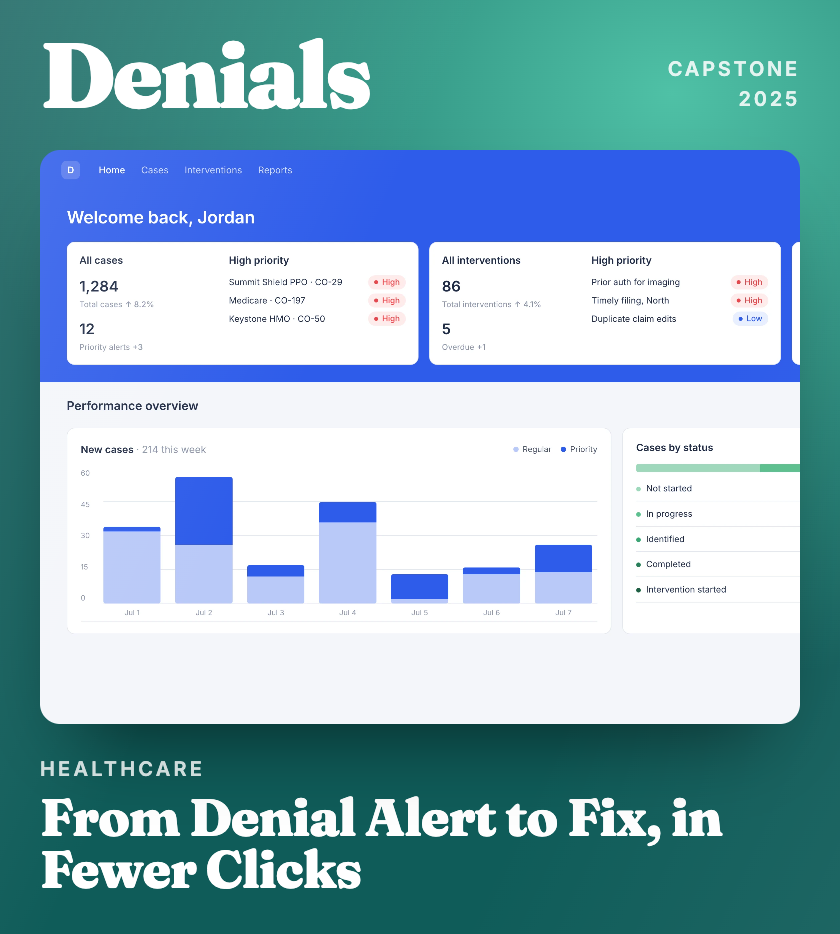 Denials
CAPSTONE
2025
D Home Cases Interventions Reports
Welcome back, Jordan
All cases
1,284
Total cases ↑ 8.2%
12
Priority alerts +3
High priority
Summit Shield PPO · CO-29 High
Medicare · CO-197 High
Keystone HMO · CO-50 High
All interventions
86
Total interventions ↑ 4.1%
5
Overdue +1
High priority
Prior auth for imaging High
Timely filing, North High
Duplicate claim edits Low
Performance overview
New cases · 214 this week
Regular Priority
60
45
30
15
0
Jul 1 Jul 2 Jul 3 Jul 4 Jul 5 Jul 6 Jul 7
Cases by status
Not started
In progress
Identified
Completed
Intervention started
HEALTHCARE
From Denial Alert to Fix, in
Fewer Clicks